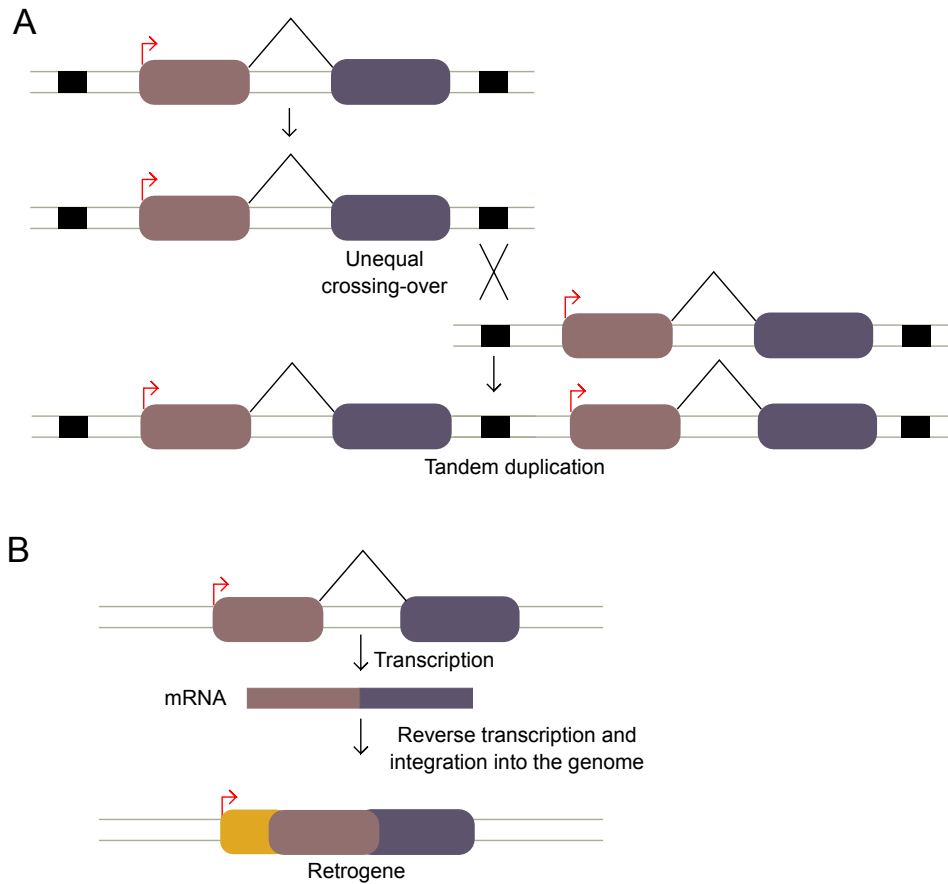 A
Unequal
crossing-over
Tandem duplication
B
Transcription
mRNA
Reverse transcription and
integration into the genome
Retrogene